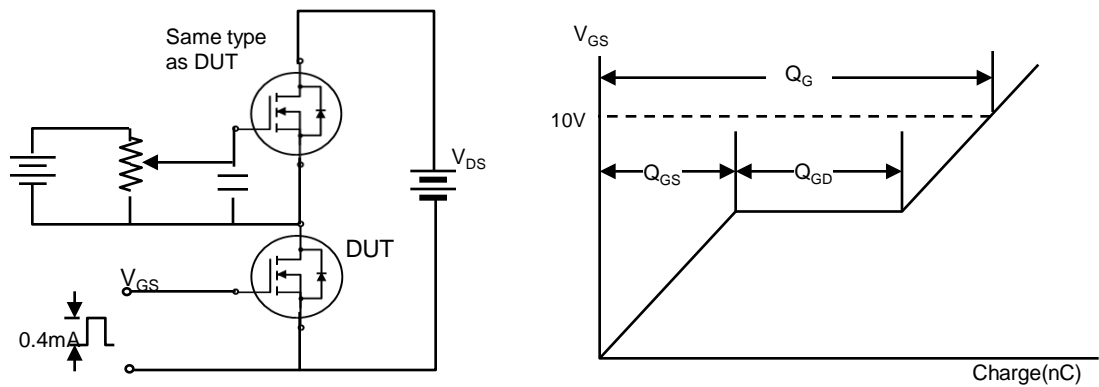 Same type
as DUT
VDS
DUT
VGS
0.4mA
VGS
QG
10V
QGS
QGD
Charge(nC)